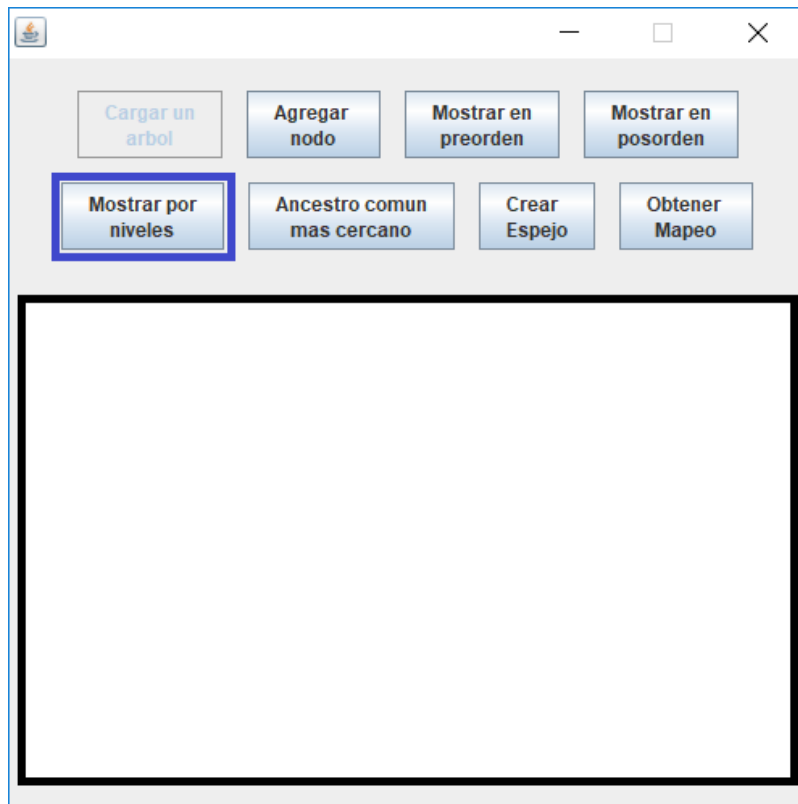 Cargar un
arbol
Agregar
nodo
Mostrar en
preorden
Mostrar en
posorden
Mostrar por
niveles
Ancestro comun
mas cercano
Crear
Espejo
Obtener
Mapeo